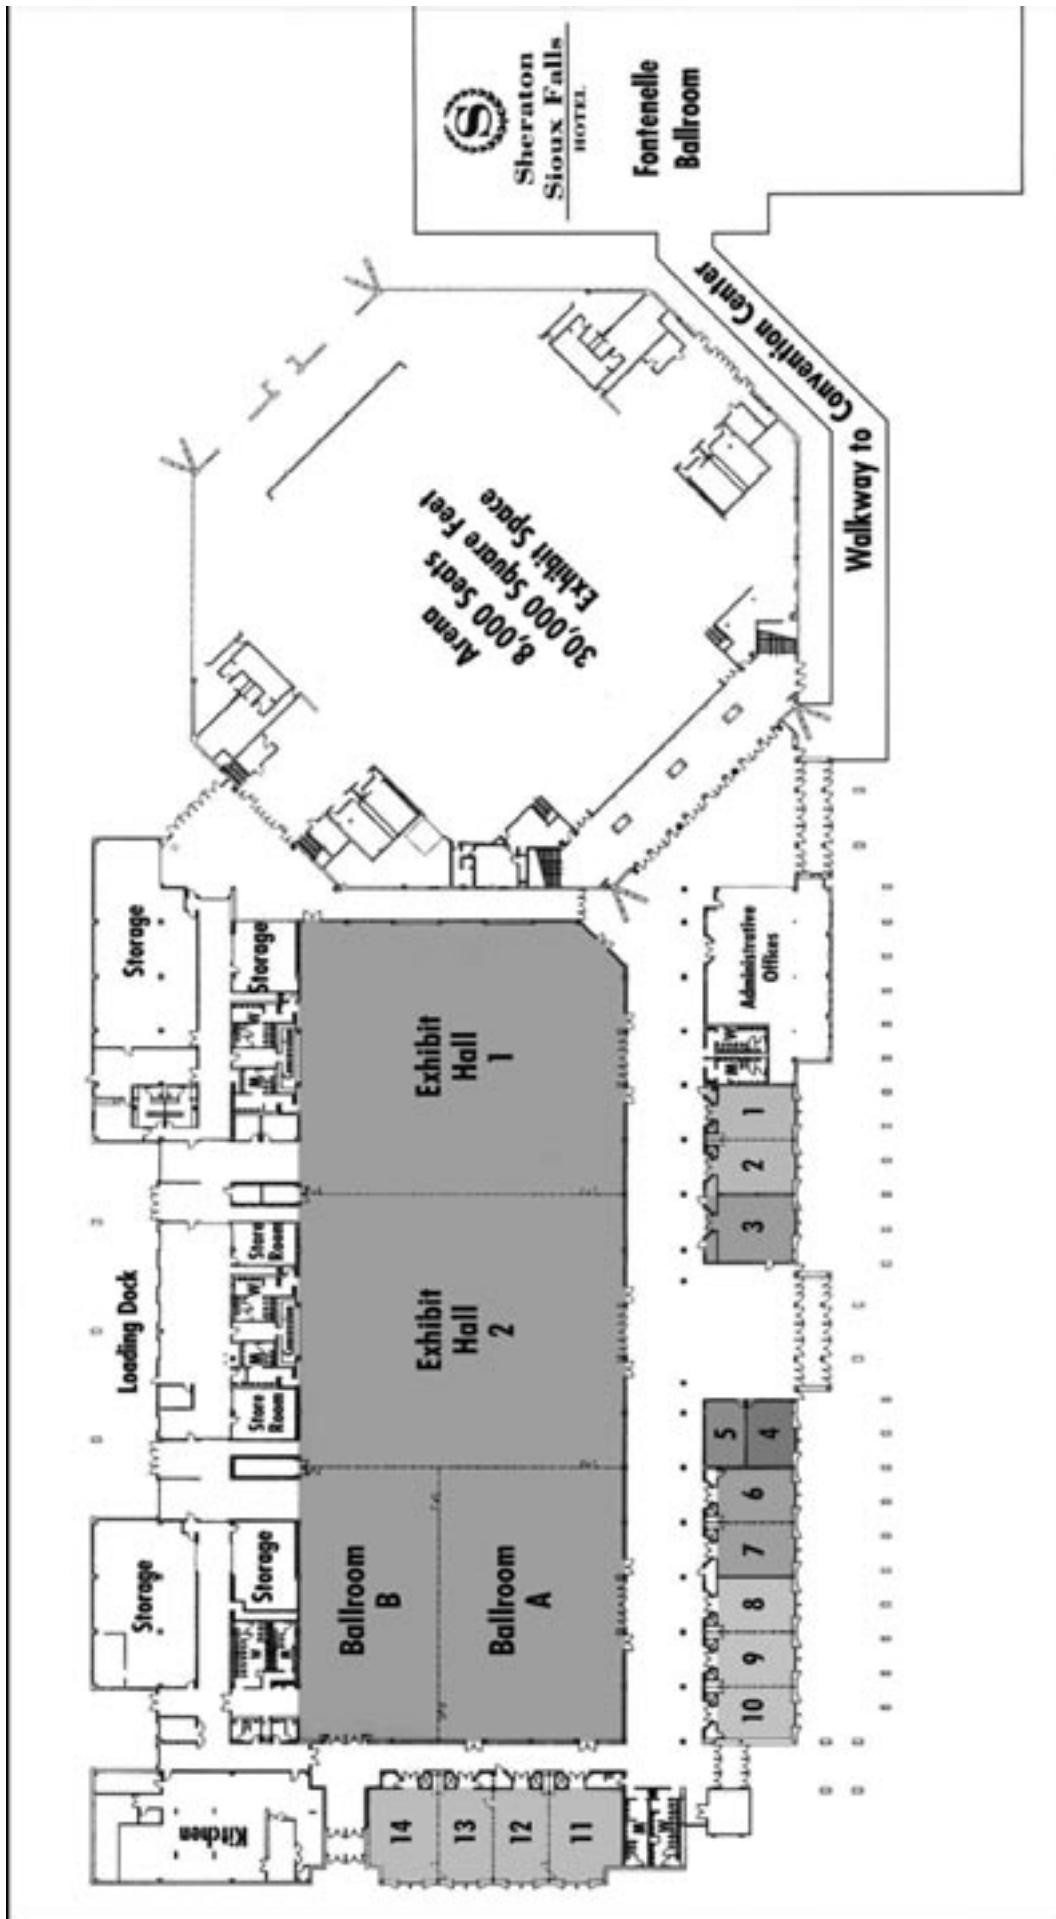 S
Sheraton
Sioux Falls
HOTEL
Fontenelle
Ballroom
Walkway to Convention Center
Arena
8,000 Seats
30,000 Square Feet
Exhibit Space
Storage
Storage
W
M
Exhibit
Hall
1
Administrative
Offices
W
M
1
2
3
Loading Dock
Store
Room
W
M
Store
Room
Exhibit
Hall
2
5
4
6
7
8
9
10
Storage
Storage
W
M
Ballroom
B
Ballroom
A
Kitchen
14
13
12
11
W
M